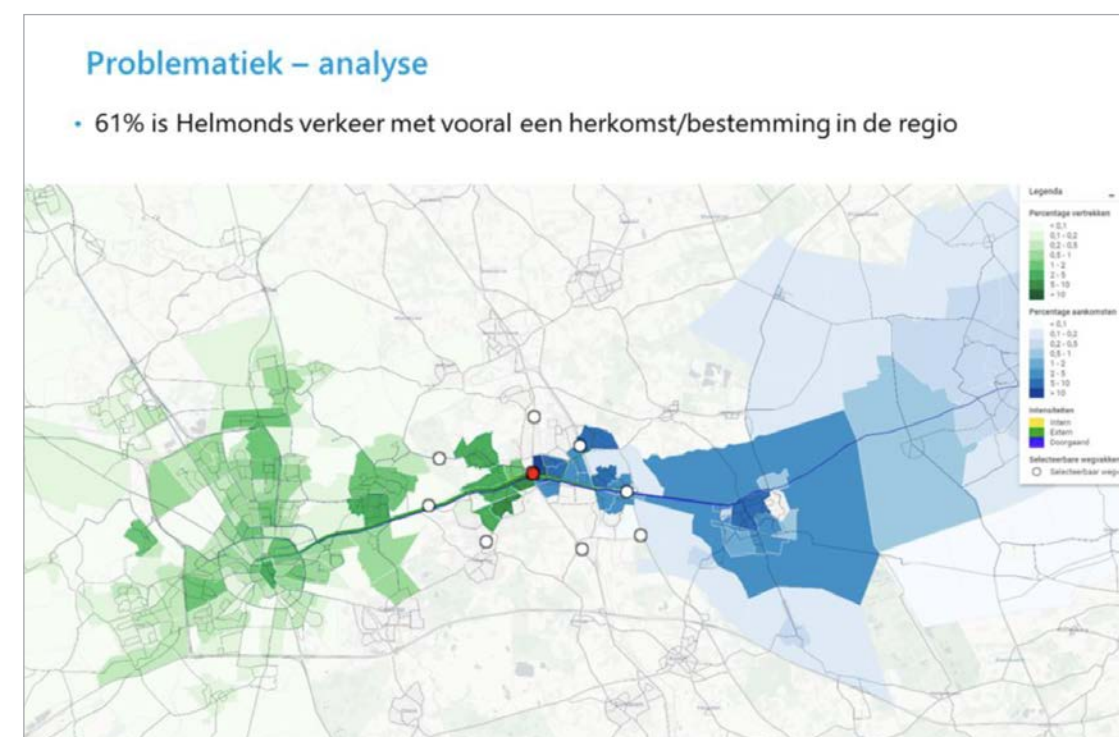 Problematiek – analyse
• 61% is Helmonds verkeer met vooral een herkomst/bestemming in de regio
Legenda
Percentage vertrekken
< 0,1
0,1 - 0,2
0,2 - 0,5
0,5 - 1
1 - 2
2 - 5
5 - 10
> 10
Percentage aankomsten
< 0,1
0,1 - 0,2
0,2 - 0,5
0,5 - 1
1 - 2
2 - 5
5 - 10
> 10
Intensiteiten
Intern
Extern
Doorgaand
Selecteerbare wegvakken
Selecteerbaar wegv